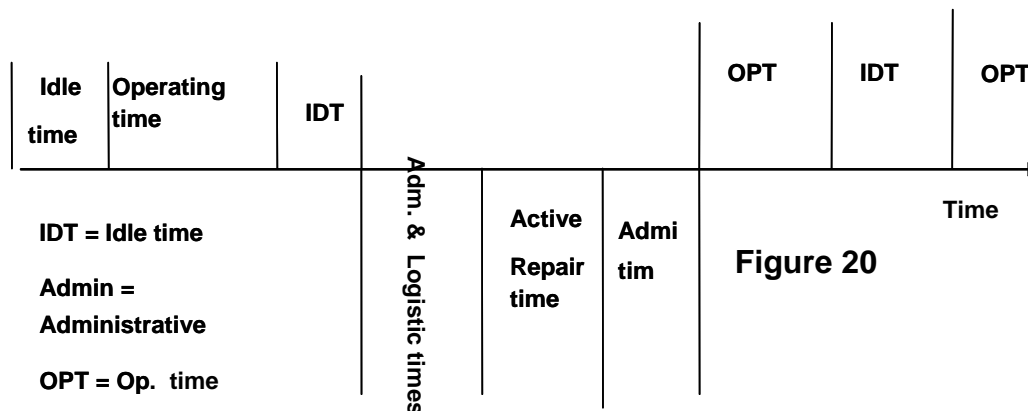 Idle
time
Operating
time
IDT
OPT
IDT
OPT
Adm. & Logistic times
Active
Repair
time
Admi
tim
Time
Figure 20
IDT = Idle time
Admin =
Administrative
OPT = Op. time